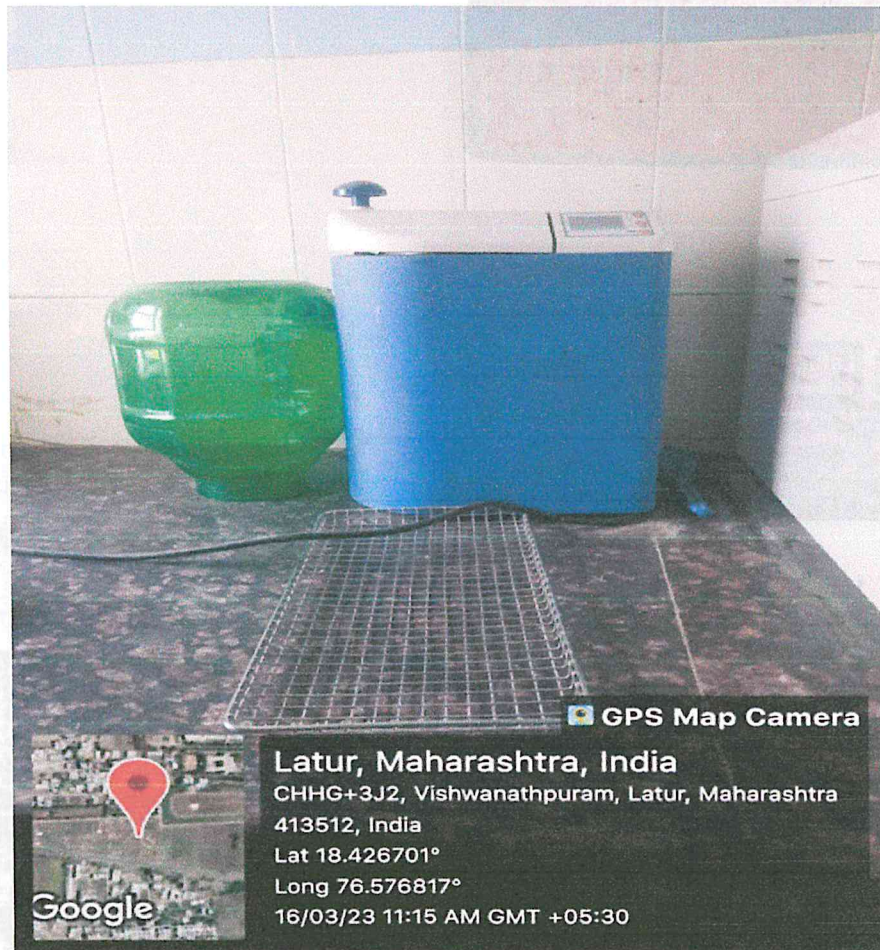 GPS Map Camera
Latur, Maharashtra, India
CHHG+3J2, Vishwanathpuram, Latur, Maharashtra
413512, India
Lat 18.426701°
Long 76.576817°
16/03/23 11:15 AM GMT +05:30
Google